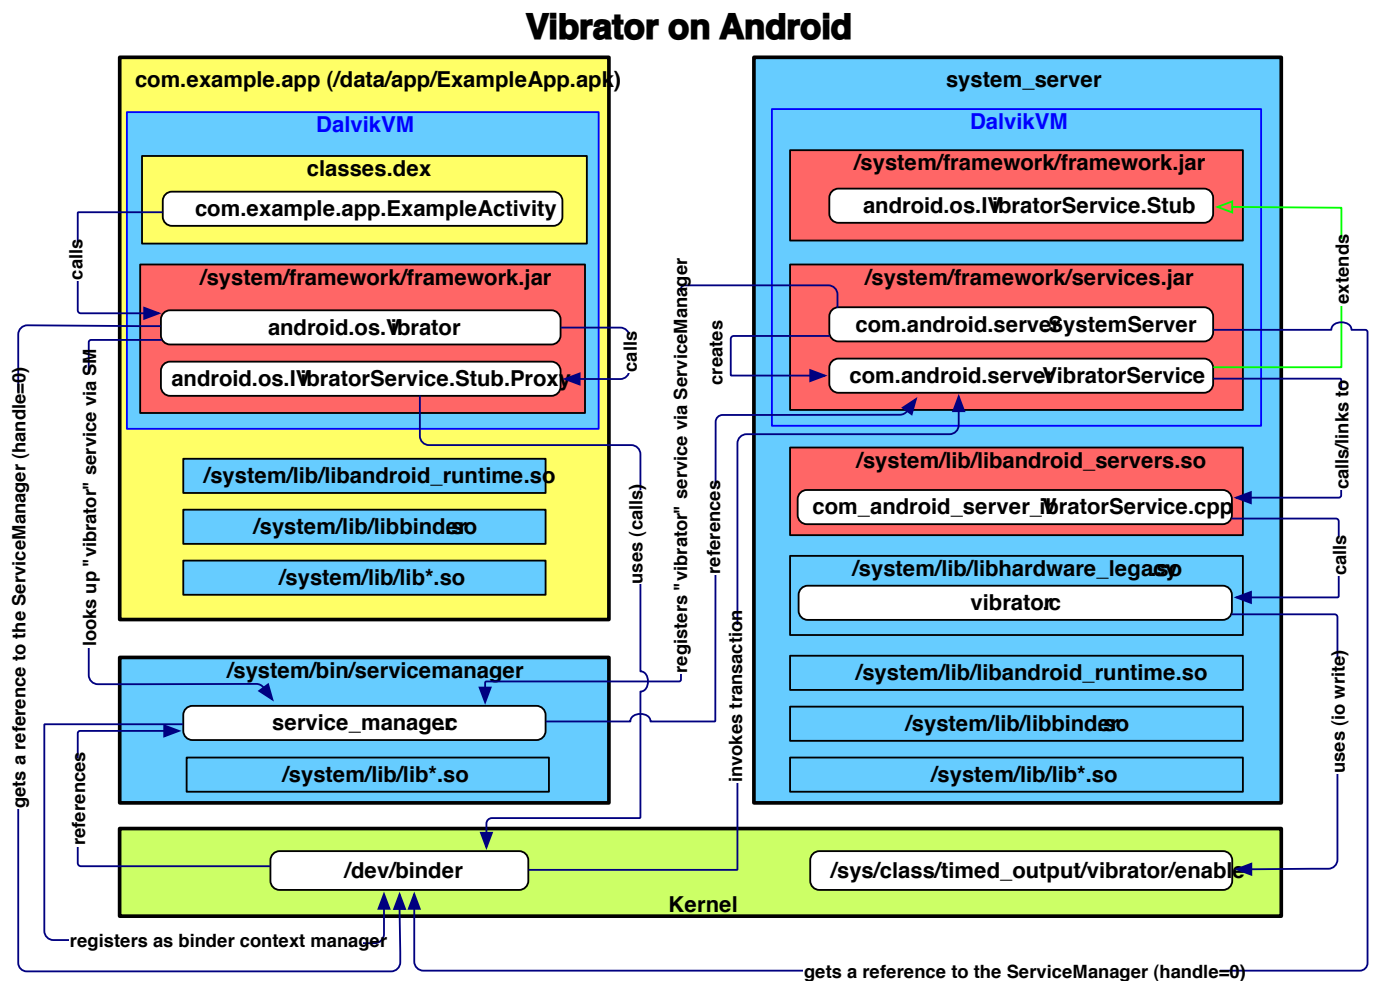 Vibrator on Android
com.example.app (/data/app/ExampleApp.apk)
DalvikVM
classes.dex
com.example.app.ExampleActivity
calls
/system/framework/framework.jar
android.os.Vibrator
android.os.IVibratorService.Stub.Proxy
calls
/system/lib/libandroid_runtime.so
/system/lib/libbinder.so
/system/lib/lib*.so
gets a reference to the ServiceManager (handle=0)
looks up "vibrator" service via SM
uses (calls)
registers "vibrator" service via ServiceManager
references
creates
invokes transaction
system_server
DalvikVM
/system/framework/framework.jar
android.os.IVibratorService.Stub
extends
/system/framework/services.jar
com.android.server.SystemServer
com.android.server.VibratorService
calls/links to
/system/lib/libandroid_servers.so
com_android_server_VibratorService.cpp
calls
/system/lib/libhardware_legacy.so
vibrator.c
uses (io write)
/system/lib/libandroid_runtime.so
/system/lib/libbinder.so
/system/lib/lib*.so
/system/bin/servicemanager
service_manager.c
/system/lib/lib*.so
references
/dev/binder
/sys/class/timed_output/vibrator/enable
Kernel
registers as binder context manager
gets a reference to the ServiceManager (handle=0)